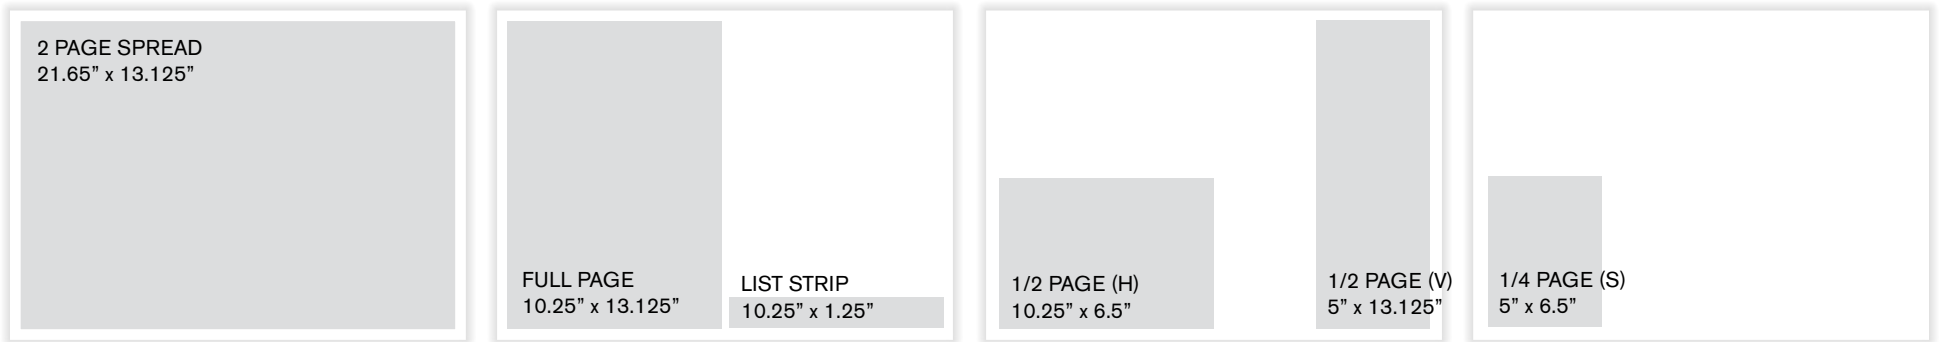 2 PAGE SPREAD
21.65” x 13.125”
FULL PAGE
10.25” x 13.125”
LIST STRIP
10.25” x 1.25”
1/2 PAGE (H)
10.25” x 6.5”
1/2 PAGE (V)
5” x 13.125”
1/4 PAGE (S)
5” x 6.5”